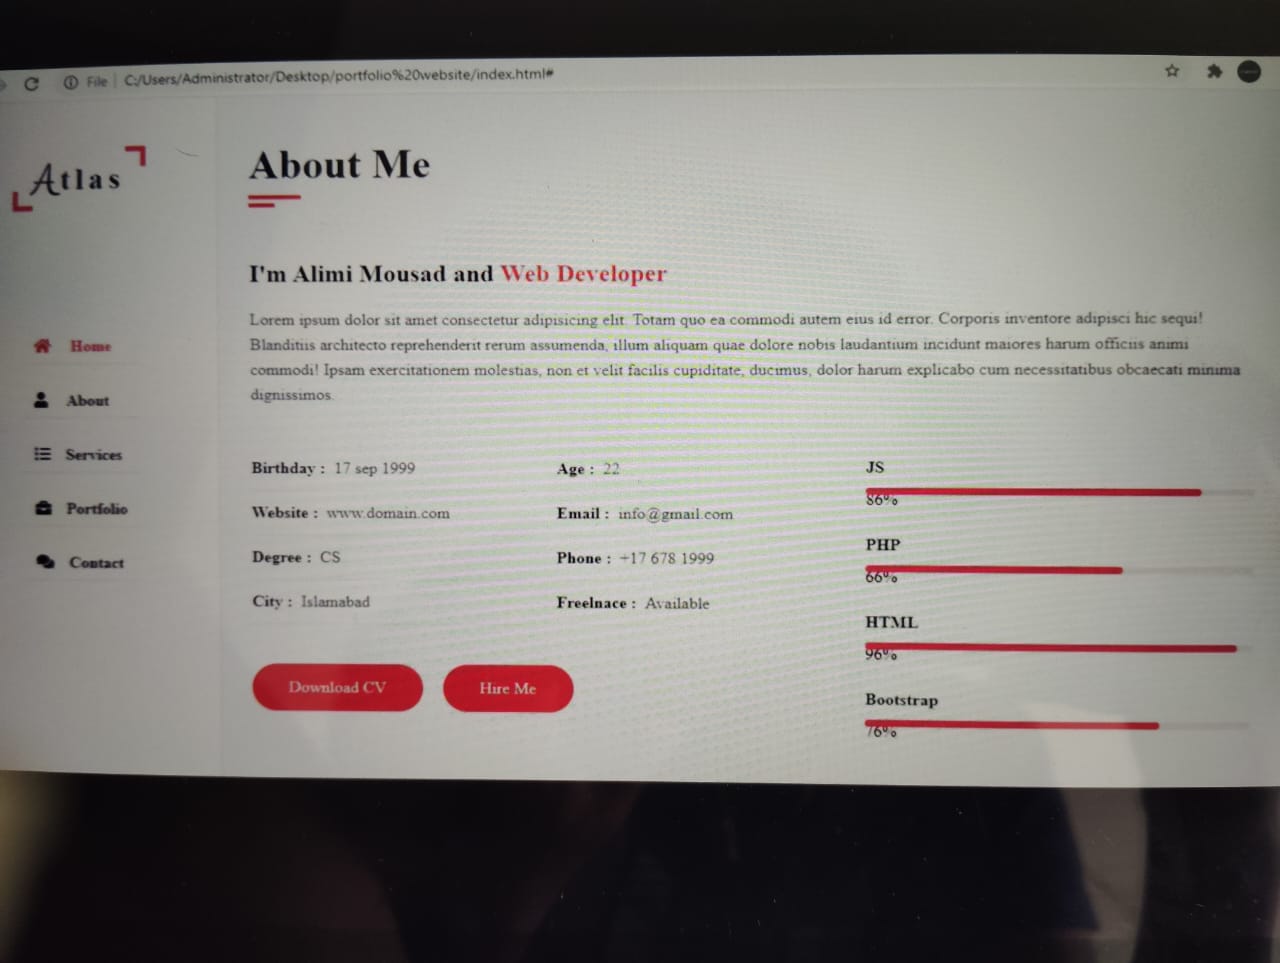 File C:/Users/Administrator/Desktop/portfolio%20website/index.html#
Atlas
Home
About
Services
Portfolio
Contact
About Me
I'm Alimi Mousad and Web Developer
Lorem ipsum dolor sit amet consectetur adipisicing elit. Totam quo ea commodi autem eius id error. Corporis inventore adipisci hic sequi!
Blanditiis architecto reprehenderit rerum assumenda, illum aliquam quae dolore nobis laudantium incidunt maiores harum officiis animi
commodi! Ipsam exercitationem molestias, non et velit facilis cupiditate, ducimus, dolor harum explicabo cum necessitatibus obcaecati minima
dignissimos.
Birthday : 17 sep 1999
Age : 22
Website : www.domain.com
Email : info@gmail.com
Degree : CS
Phone : +17 678 1999
City : Islamabad
Freelnace : Available
Download CV
Hire Me
JS
86%
PHP
66%
HTML
96%
Bootstrap
76%